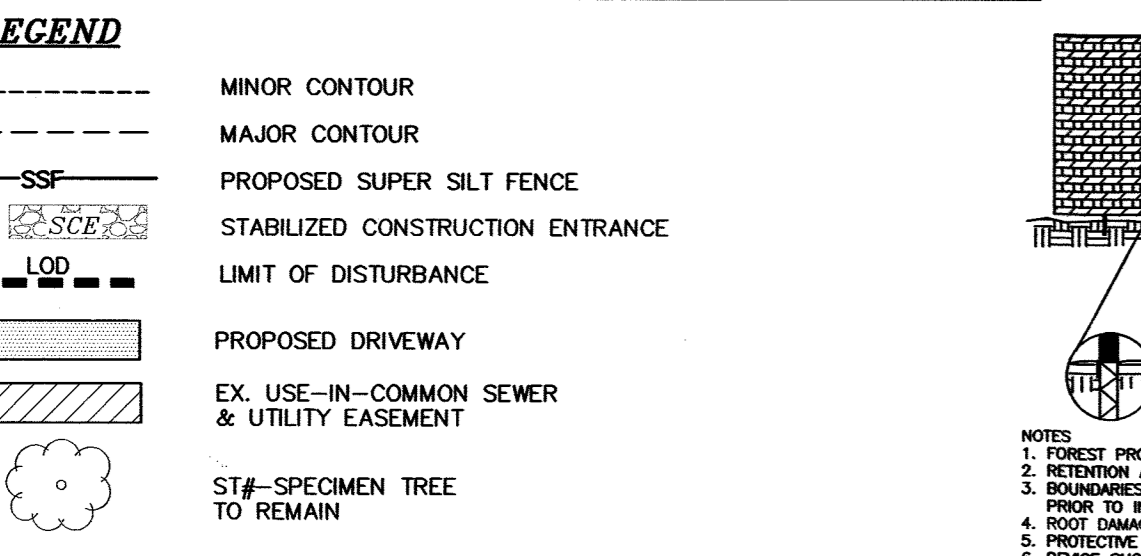 EGEND
MINOR CONTOUR
MAJOR CONTOUR
SSF
PROPOSED SUPER SILT FENCE
SCE
STABILIZED CONSTRUCTION ENTRANCE
LOD
LIMIT OF DISTURBANCE
PROPOSED DRIVEWAY
EX. USE-IN-COMMON SEWER
& UTILITY EASEMENT
ST#-SPECIMEN TREE
TO REMAIN
NOTES
1. FOREST PRO
2. RETENTION
3. BOUNDARIES
PRIOR TO
4. ROOT DAMA
5. PROTECTIVE